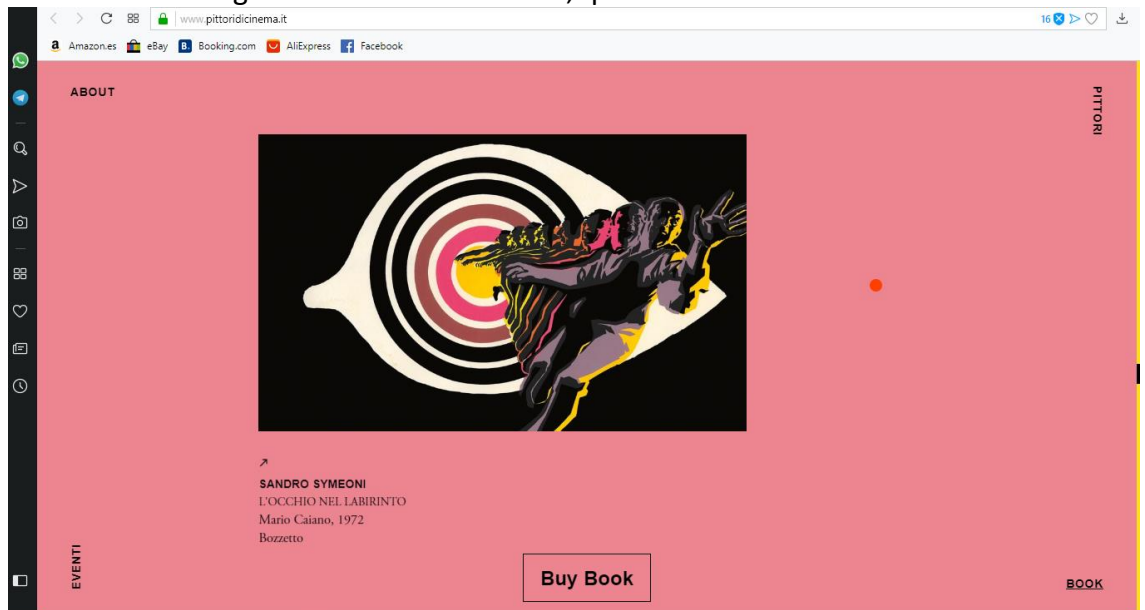 www.pittoridicinema.it
16
Amazon.es eBay Booking.com AliExpress Facebook
ABOUT
PITTORI
SANDRO SYMEONI
L'OCCHIO NEL LABIRINTO
Mario Caiano, 1972
Bozzetto
EVENTI
Buy Book
BOOK